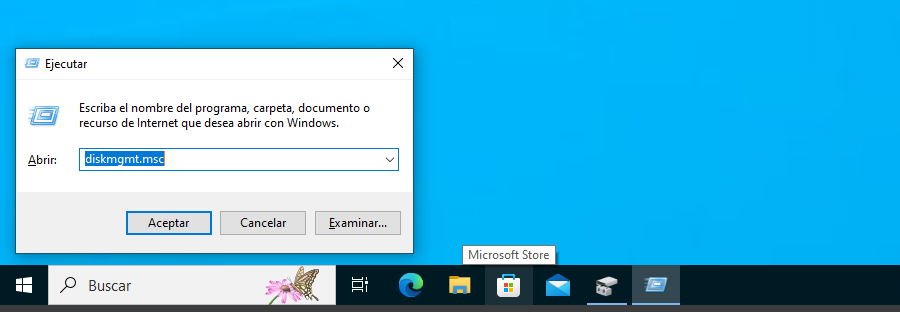 Ejecutar
Escriba el nombre del programa, carpeta, documento o
recurso de Internet que desea abrir con Windows.
Abrir:
diskmgmt.msc
Aceptar
Cancelar
Examinar...
Microsoft Store
Buscar